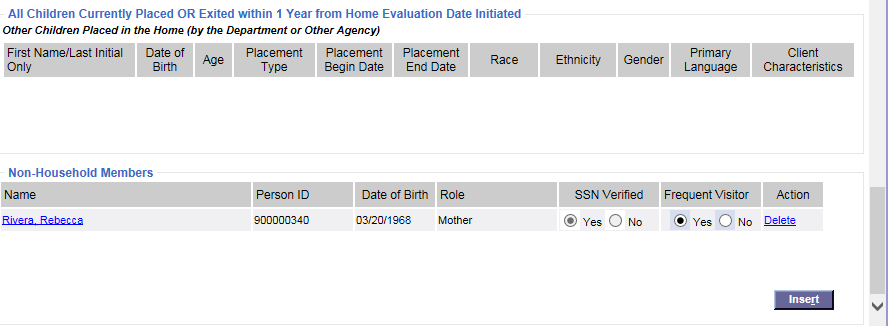 All Children Currently Placed OR Exited within 1 Year from Home Evaluation Date Initiated
Other Children Placed in the Home (by the Department or Other Agency)
First Name/Last Initial Only Date of Birth Age Placement Type Placement Begin Date Placement End Date Race Ethnicity Gender Primary Language Client Characteristics
Non-Household Members
Name Person ID Date of Birth Role SSN Verified Frequent Visitor Action
Rivera, Rebecca 900000340 03/20/1968 Mother Yes No Yes No Delete
Insert